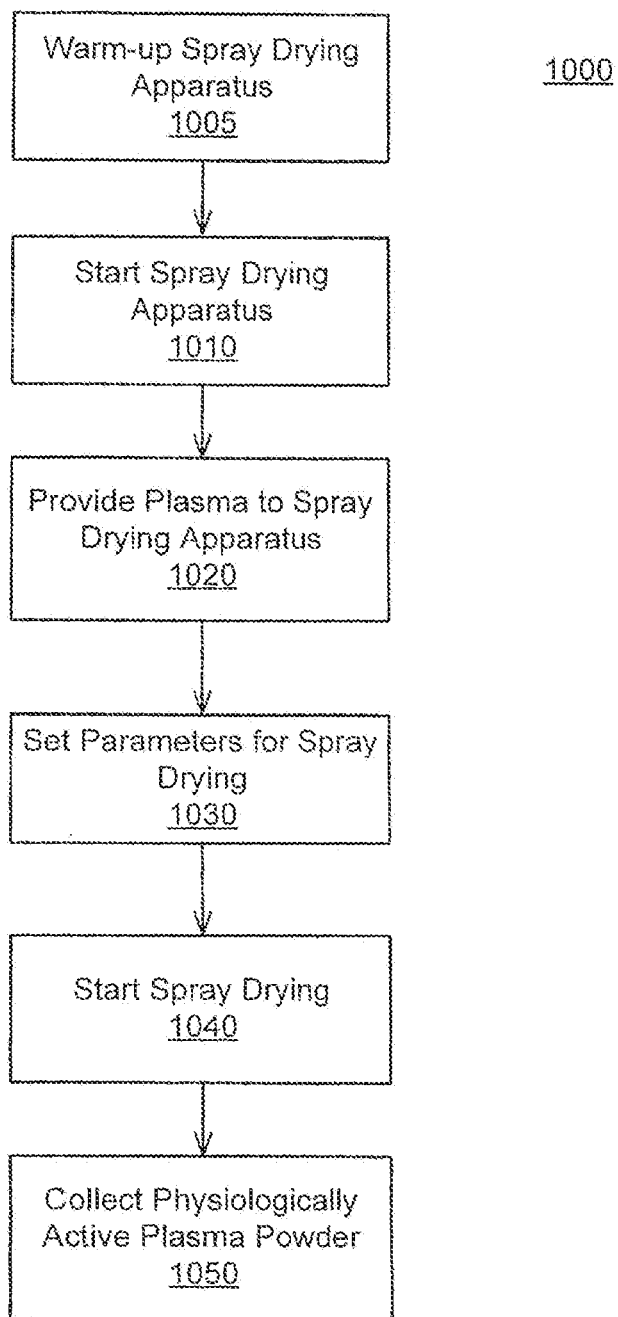 Warm-up Spray Drying
Apparatus
1005
1000
Start Spray Drying
Apparatus
1010
Provide Plasma to Spray
Drying Apparatus
1020
Set Parameters for Spray
Drying
1030
Start Spray Drying
1040
Collect Physiologically
Active Plasma Powder
1050